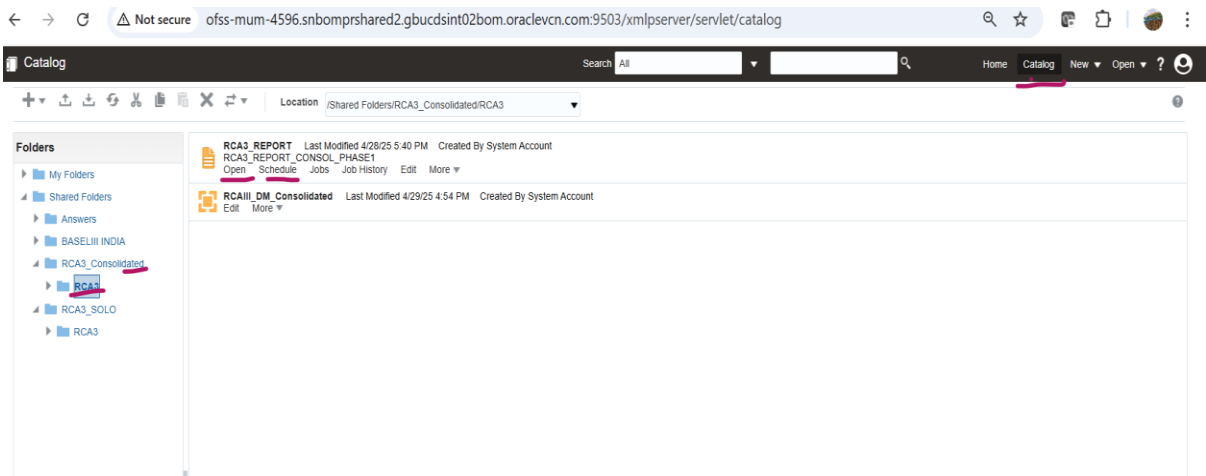 Not secure ofss-mum-4596.snbomprshared2.gbucdsint02bom.oraclevcn.com:9503/xmlpserver/servlet/catalog
Catalog Search All Home Catalog New Open ?
Location /Shared Folders/RCA3_Consolidated/RCA3
Folders
My Folders
Shared Folders
Answers
BASELIII INDIA
RCA3_Consolidated
RCA3
RCA3_SOLO
RCA3
RCA3_REPORT Last Modified 4/28/25 5:40 PM Created By System Account
RCA3_REPORT_CONSOL_PHASE1
Open Schedule Jobs Job History Edit More
RCAIII_DM_Consolidated Last Modified 4/29/25 4:54 PM Created By System Account
Edit More